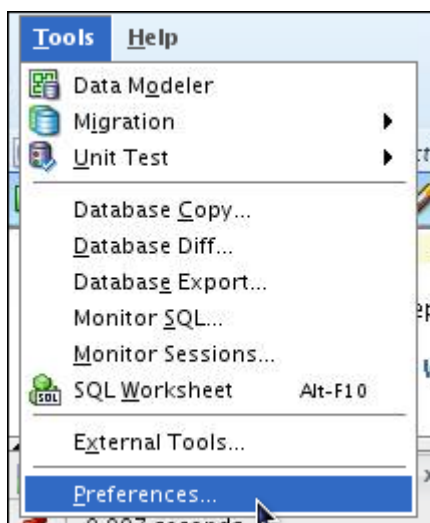 Tools Help
Data Modeler
Migration
Unit Test
Database Copy...
Database Diff...
Database Export...
Monitor SQL...
Monitor Sessions...
SQL Worksheet Alt-F10
External Tools...
Preferences...